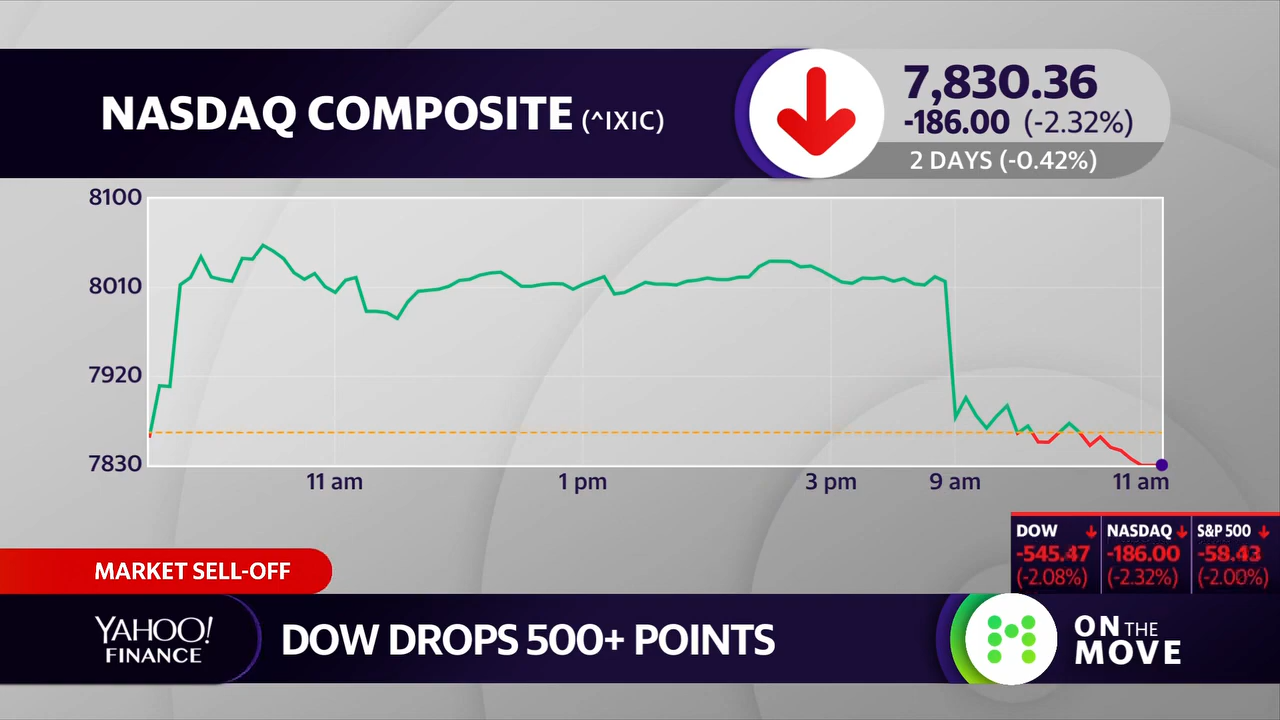 NASDAQ COMPOSITE (^IXIC)
7,830.36
-186.00 (-2.32%)
2 DAYS (-0.42%)
8100
8010
7920
7830
11 am
1 pm
3 pm
9 am
11 am
DOW
-545.47
(-2.08%)
NASDAQ
-186.00
(-2.32%)
S&P 500
-58.43
(-2.00%)
MARKET SELL-OFF
YAHOO!
FINANCE
DOW DROPS 500+ POINTS
ON THE
MOVE